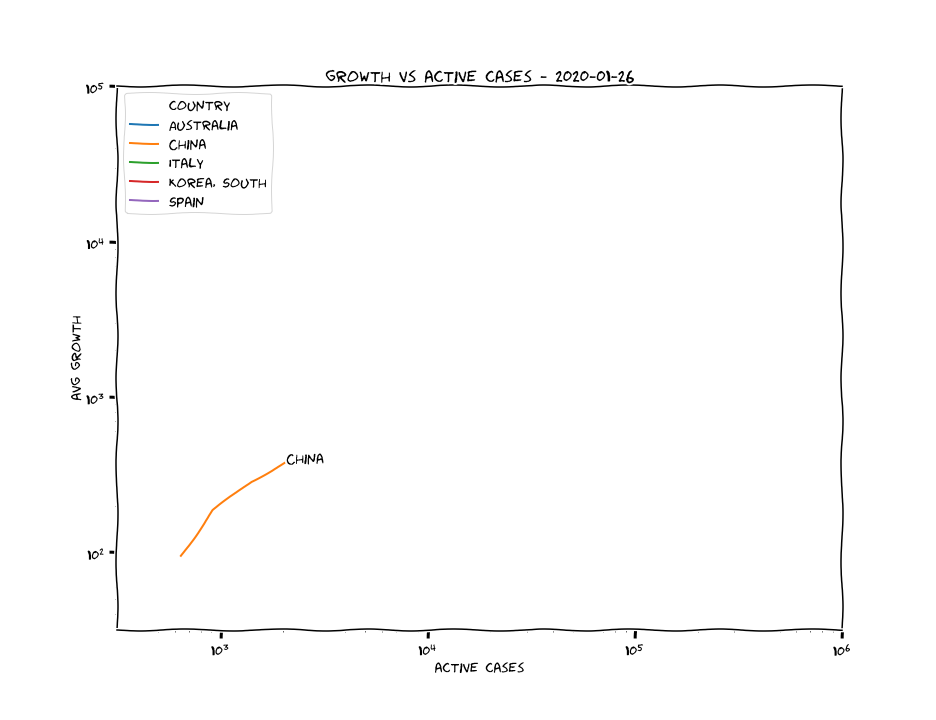 GROWTH VS ACTIVE CASES - 2020-01-26
COUNTRY
AUSTRALIA
CHINA
ITALY
KOREA, SOUTH
SPAIN
AVG GROWTH
10⁵
10⁴
10³
10²
CHINA
10³ 10⁴ 10⁵ 10⁶
ACTIVE CASES